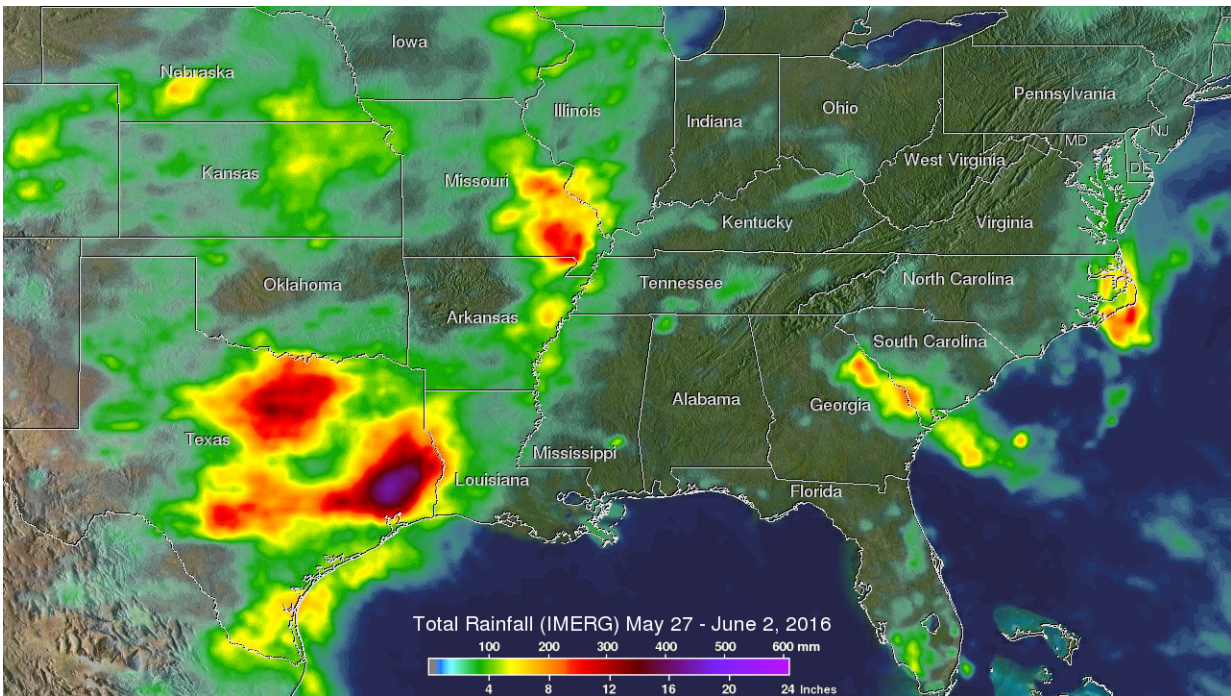 Iowa
Nebraska
Pennsylvania
Illinois
Ohio
Indiana
NJ
MD
West Virginia
DE
Kansas
Missouri
Kentucky
Virginia
Oklahoma
Tennessee
North Carolina
Arkansas
South Carolina
Alabama
Georgia
Texas
Mississippi
Louisiana
Florida
Total Rainfall (IMERG) May 27 - June 2, 2016
100 200 300 400 500 600 mm
4 8 12 16 20 24 Inches